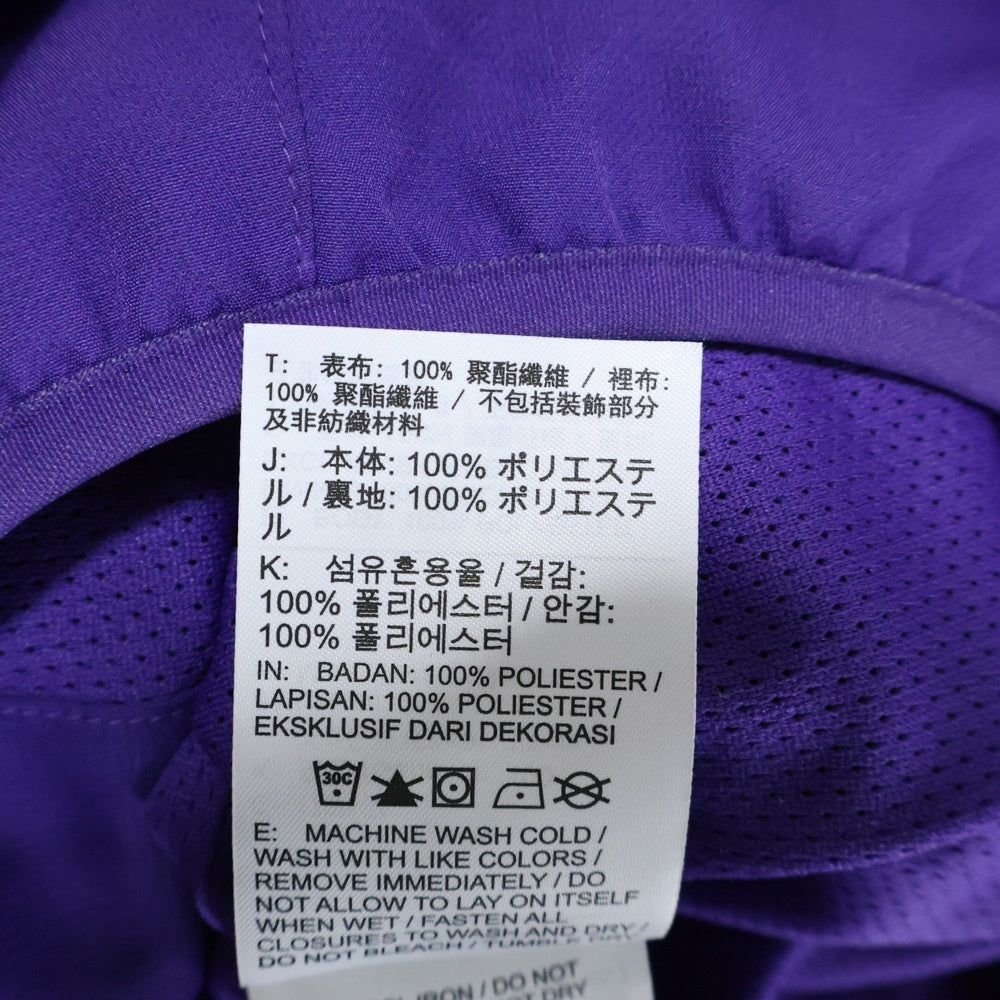 T: 表布: 100% 聚酯纖維 / 裡布:
100% 聚酯纖維 / 不包括裝飾部分
及非紡織材料
J: 本体: 100% ポリエステ
ル / 裏地: 100% ポリエステ
ル
K: 섬유혼용율 / 겉감:
100% 폴리에스터 / 안감:
100% 폴리에스터
IN: BADAN: 100% POLIESTER /
LAPISAN: 100% POLIESTER /
EKSKLUSIF DARI DEKORASI
30C
E: MACHINE WASH COLD /
WASH WITH LIKE COLORS /
REMOVE IMMEDIATELY / DO
NOT ALLOW TO LAY ON ITSELF
WHEN WET / FASTEN ALL
CLOSURES TO WASH AND DRY /
DO NOT BLEACH / TUMBLE DRY
IRON / DO NOT
DRY